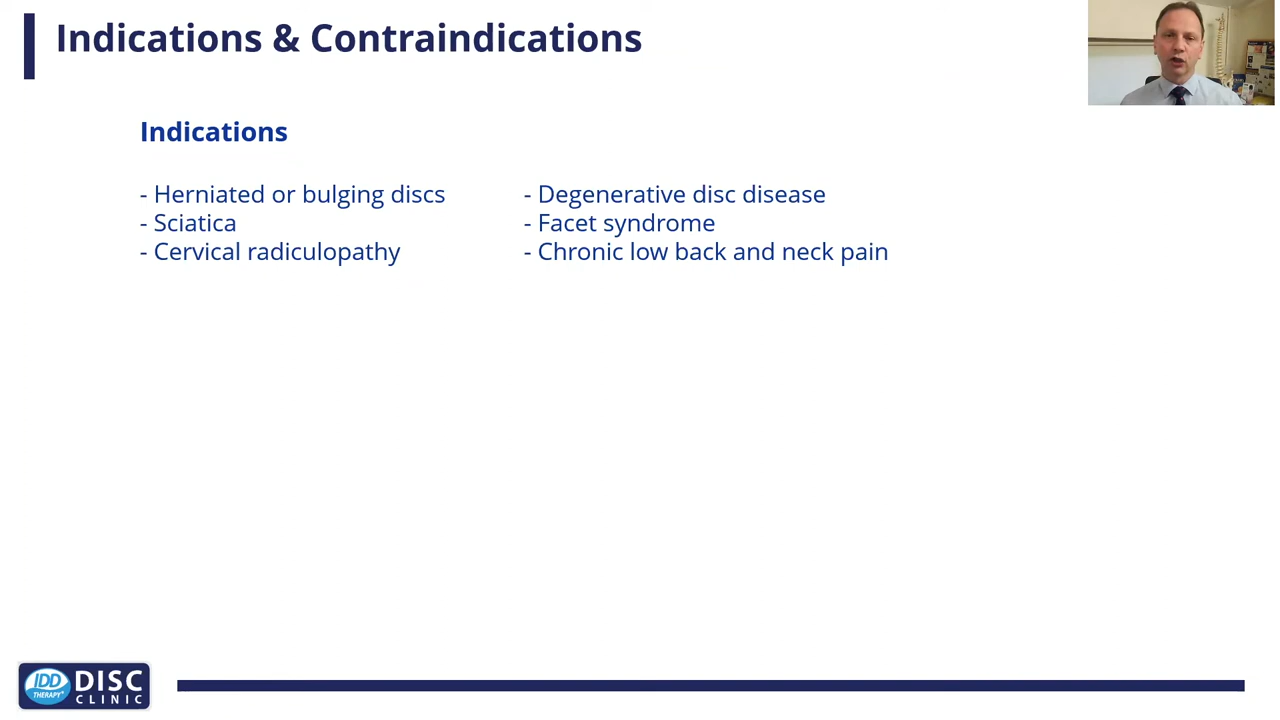 Indications & Contraindications
Indications
- Herniated or bulging discs
- Sciatica
- Cervical radiculopathy
- Degenerative disc disease
- Facet syndrome
- Chronic low back and neck pain
IDD
THERAPY®
DISC
CLINIC